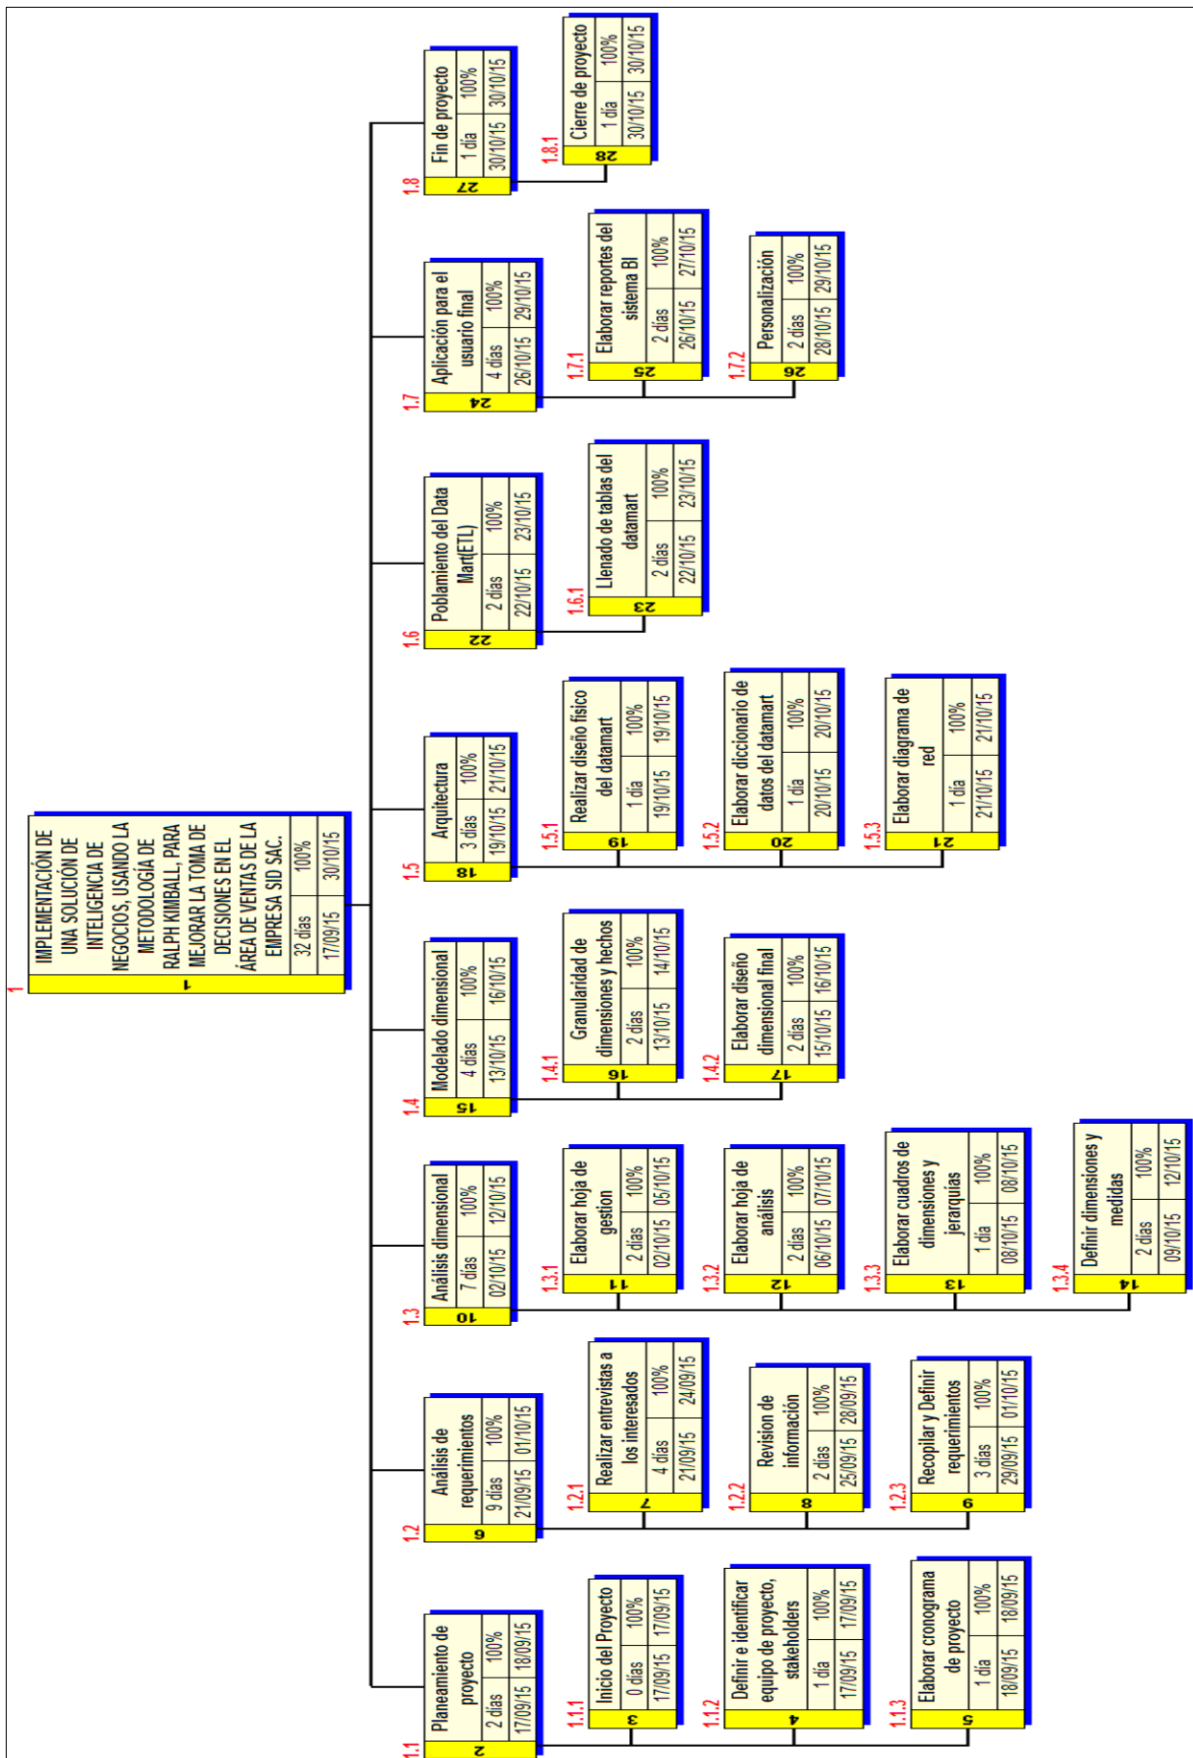 1
IMPLEMENTACIÓN DE
UNA SOLUCIÓN DE
INTELIGENCIA DE
NEGOCIOS, USANDO LA
METODOLOGÍA DE
RALPH KIMBALL, PARA
MEJORAR LA TOMA DE
DECISIONES EN EL
ÁREA DE VENTAS DE LA
EMPRESA SID SAC.
1
32 días 100%
17/09/15 30/10/15
1.1
Planeamiento de
proyecto
2
2 días 100%
17/09/15 18/09/15
1.1.1
Inicio del Proyecto
3
0 días 100%
17/09/15 17/09/15
1.1.2
Definir e identificar
equipo de proyecto,
stakeholders
4
1 día 100%
17/09/15 17/09/15
1.1.3
Elaborar cronograma
de proyecto
5
1 día 100%
18/09/15 18/09/15
1.2
Análisis de
requerimientos
6
9 días 100%
21/09/15 01/10/15
1.2.1
Realizar entrevistas a
los interesados
7
4 días 100%
21/09/15 24/09/15
1.2.2
Revision de
información
8
2 días 100%
25/09/15 28/09/15
1.2.3
Recopilar y Definir
requerimientos
9
3 días 100%
29/09/15 01/10/15
1.3
Análisis dimensional
10
7 días 100%
02/10/15 12/10/15
1.3.1
Elaborar hoja de
gestion
11
2 días 100%
02/10/15 05/10/15
1.3.2
Elaborar hoja de
análisis
12
2 días 100%
06/10/15 07/10/15
1.3.3
Elaborar cuadros de
dimensiones y
jerarquías
13
1 día 100%
08/10/15 08/10/15
1.3.4
Definir dimensiones y
medidas
14
2 días 100%
09/10/15 12/10/15
1.4
Modelado dimensional
15
4 días 100%
13/10/15 16/10/15
1.4.1
Granularidad de
dimensiones y hechos
16
2 días 100%
13/10/15 14/10/15
1.4.2
Elaborar diseño
dimensional final
17
2 días 100%
15/10/15 16/10/15
1.5
Arquitectura
18
3 días 100%
19/10/15 21/10/15
1.5.1
Realizar diseño físico
del datamart
19
1 día 100%
19/10/15 19/10/15
1.5.2
Elaborar diccionario de
datos del datamart
20
1 día 100%
20/10/15 20/10/15
1.5.3
Elaborar diagrama de
red
21
1 día 100%
21/10/15 21/10/15
1.6
Poblamiento del Data
Mart(ETL)
22
2 días 100%
22/10/15 23/10/15
1.6.1
Llenado de tablas del
datamart
23
2 días 100%
22/10/15 23/10/15
1.7
Aplicación para el
usuario final
24
4 días 100%
26/10/15 29/10/15
1.7.1
Elaborar reportes del
sistema BI
25
2 días 100%
26/10/15 27/10/15
1.7.2
Personalización
26
2 días 100%
28/10/15 29/10/15
1.8
Fin de proyecto
27
1 día 100%
30/10/15 30/10/15
1.8.1
Cierre de proyecto
28
1 día 100%
30/10/15 30/10/15